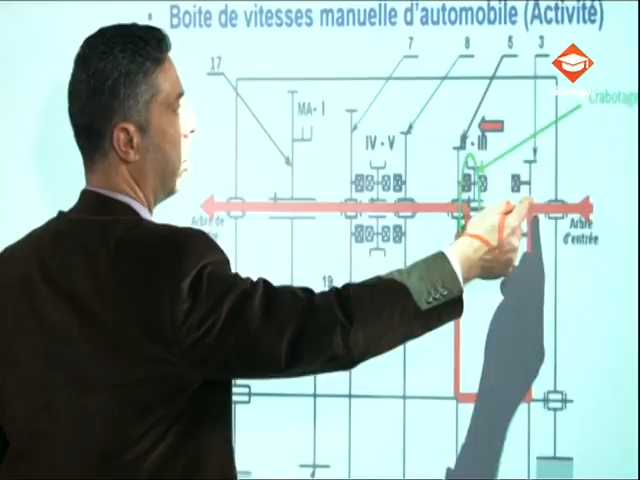 • Boite de vitesses manuelle d'automobile (Activité)
7 8 5 3
17
Crabotage
MA- I
IV - V
Arbre de
Arbre
d'entrée
19